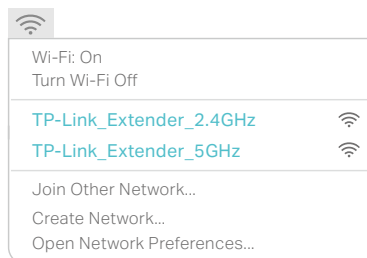 Wi-Fi: On
Turn Wi-Fi Off
TP-Link_Extender_2.4GHz
TP-Link_Extender_5GHz
Join Other Network...
Create Network...
Open Network Preferences...